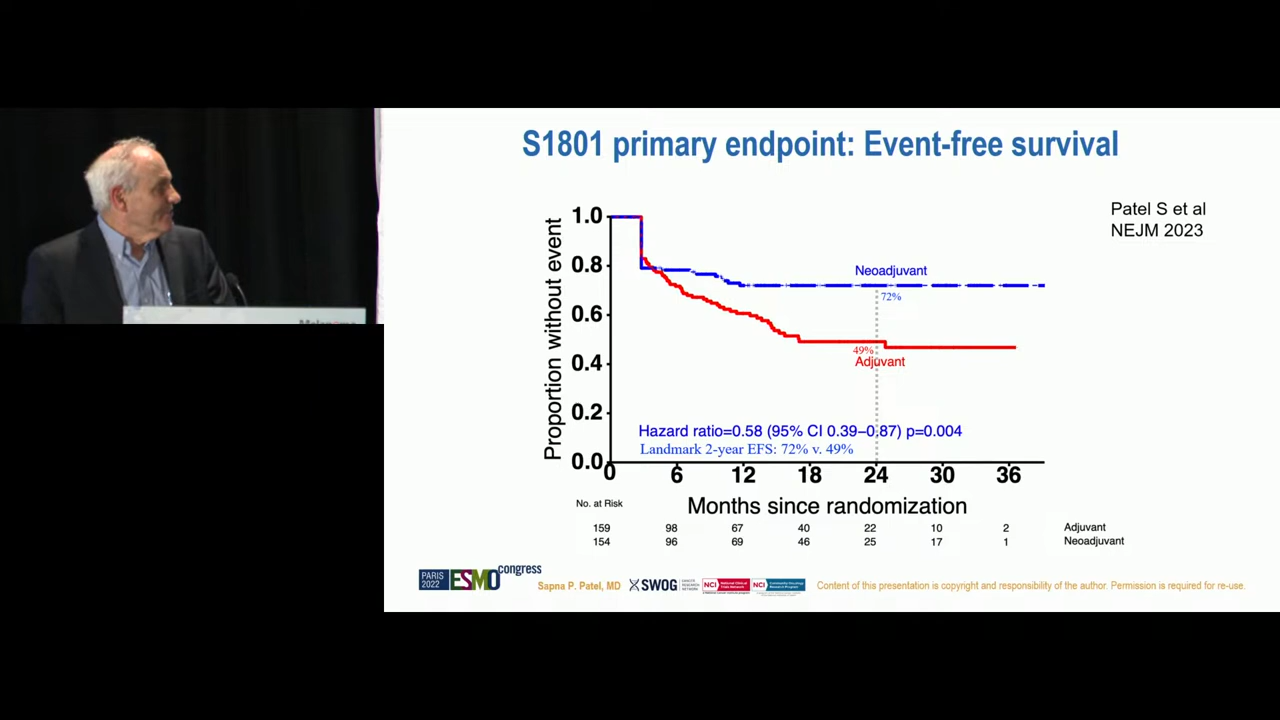 S1801 primary endpoint: Event-free survival
Patel S et al
NEJM 2023
Proportion without event
1.0
0.8
0.6
0.4
0.2
0.0
Neoadjuvant
72%
49%
Adjuvant
Hazard ratio=0.58 (95% CI 0.39–0.87) p=0.004
Landmark 2-year EFS: 72% v. 49%
0 6 12 18 24 30 36
Months since randomization
No. at Risk
159 98 67 40 22 10 2 Adjuvant
154 96 69 46 25 17 1 Neoadjuvant
PARIS 2022
ESMO congress
Sapna P. Patel, MD
SWOG
NCI
NCI
Content of this presentation is copyright and responsibility of the author. Permission is required for re-use.